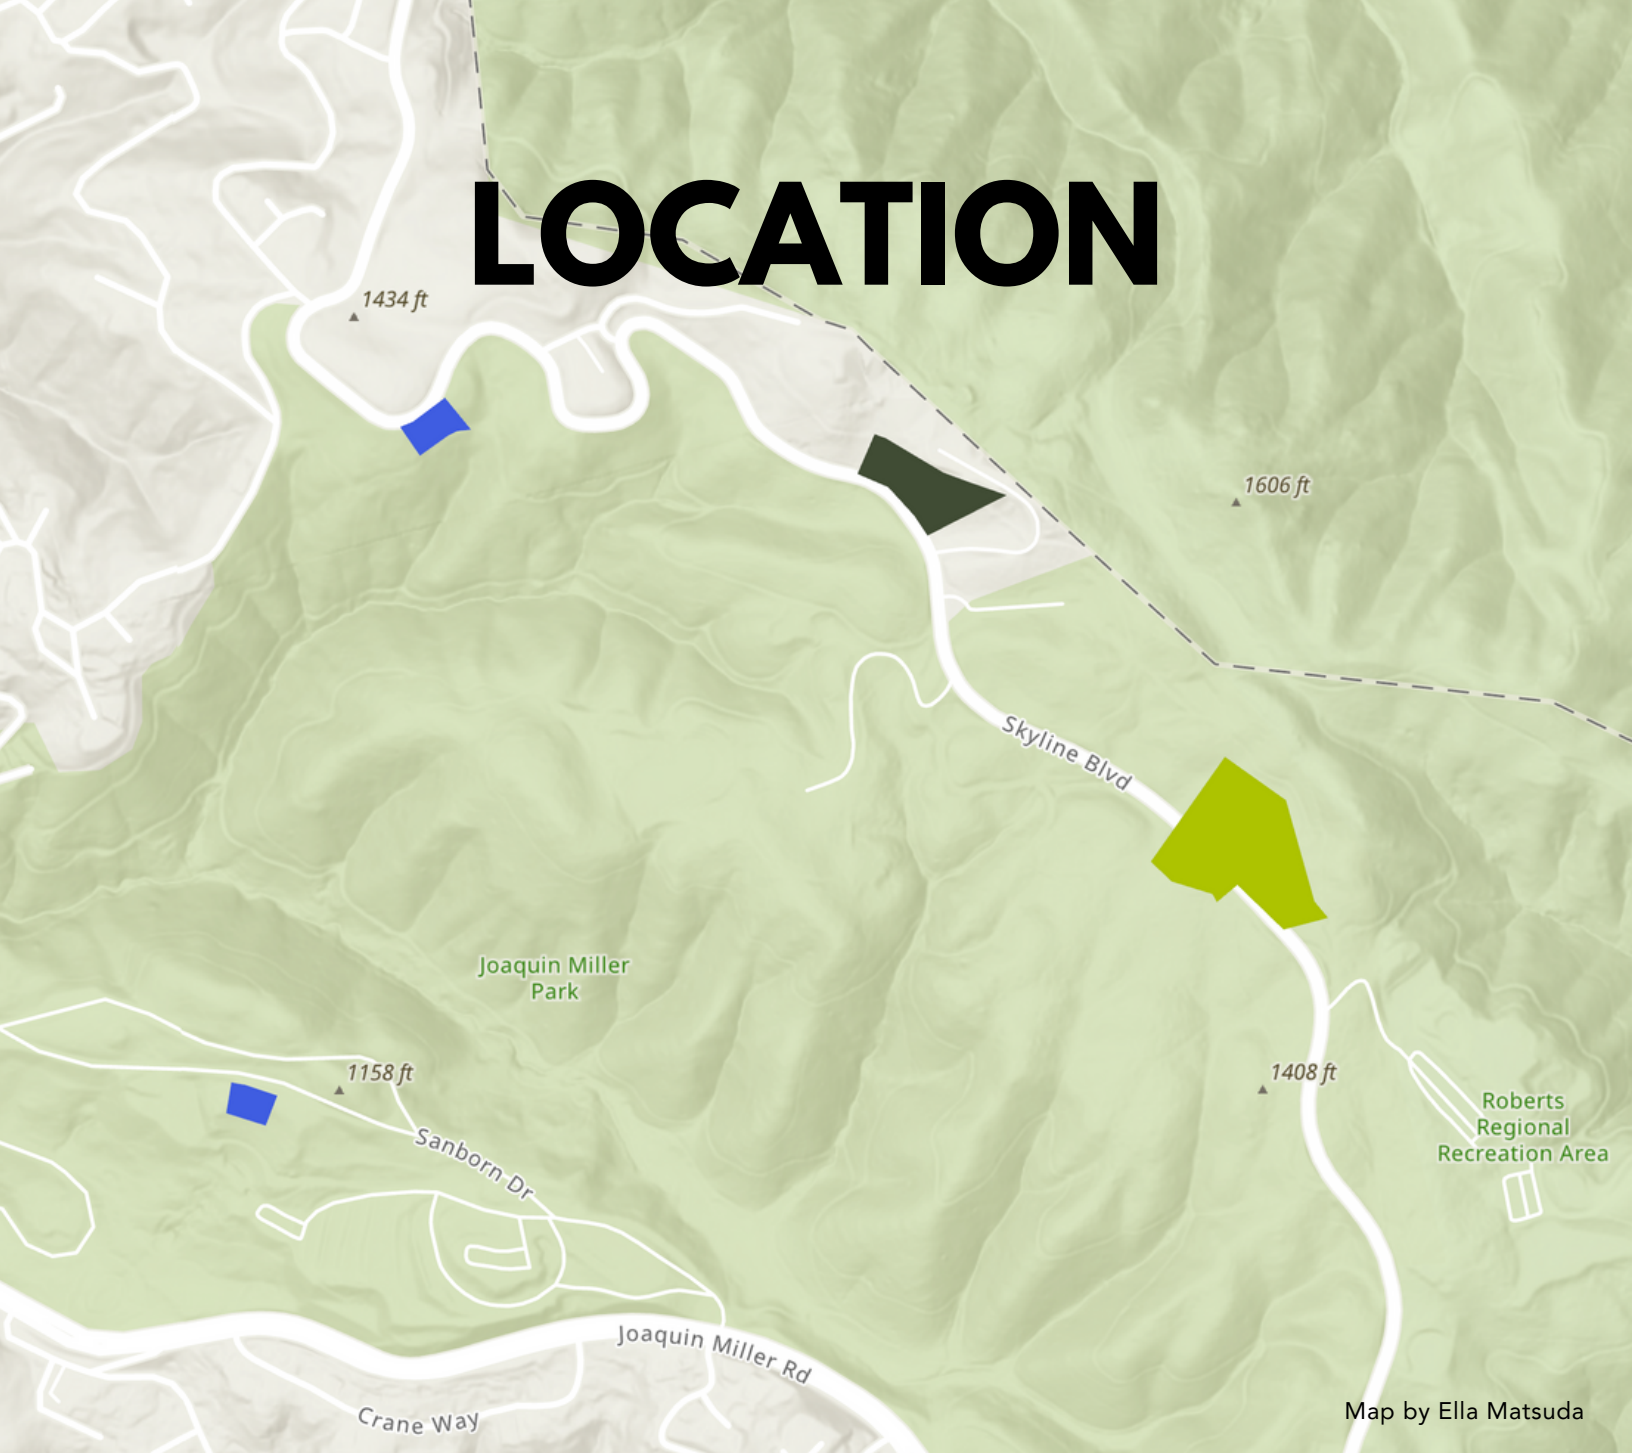 LOCATION
1434 ft
1606 ft
Skyline Blvd
Joaquin Miller
Park
1158 ft
1408 ft
Roberts
Regional
Recreation Area
Sanborn Dr
Joaquin Miller Rd
Crane Way
Map by Ella Matsuda